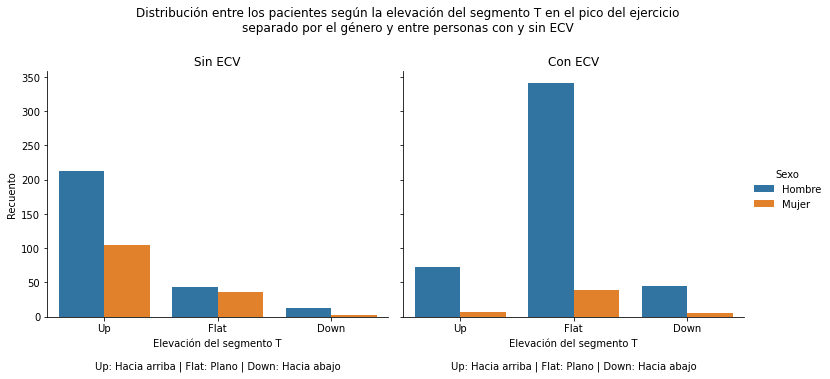 Distribución entre los pacientes según la elevación del segmento T en el pico del ejercicio
separado por el género y entre personas con y sin ECV
Sin ECV
Con ECV
350
300
250
200
150
100
50
0
Recuento
Up
Flat
Down
Up
Flat
Down
Elevación del segmento T
Elevación del segmento T
Up: Hacia arriba | Flat: Plano | Down: Hacia abajo
Up: Hacia arriba | Flat: Plano | Down: Hacia abajo
Sexo
Hombre
Mujer